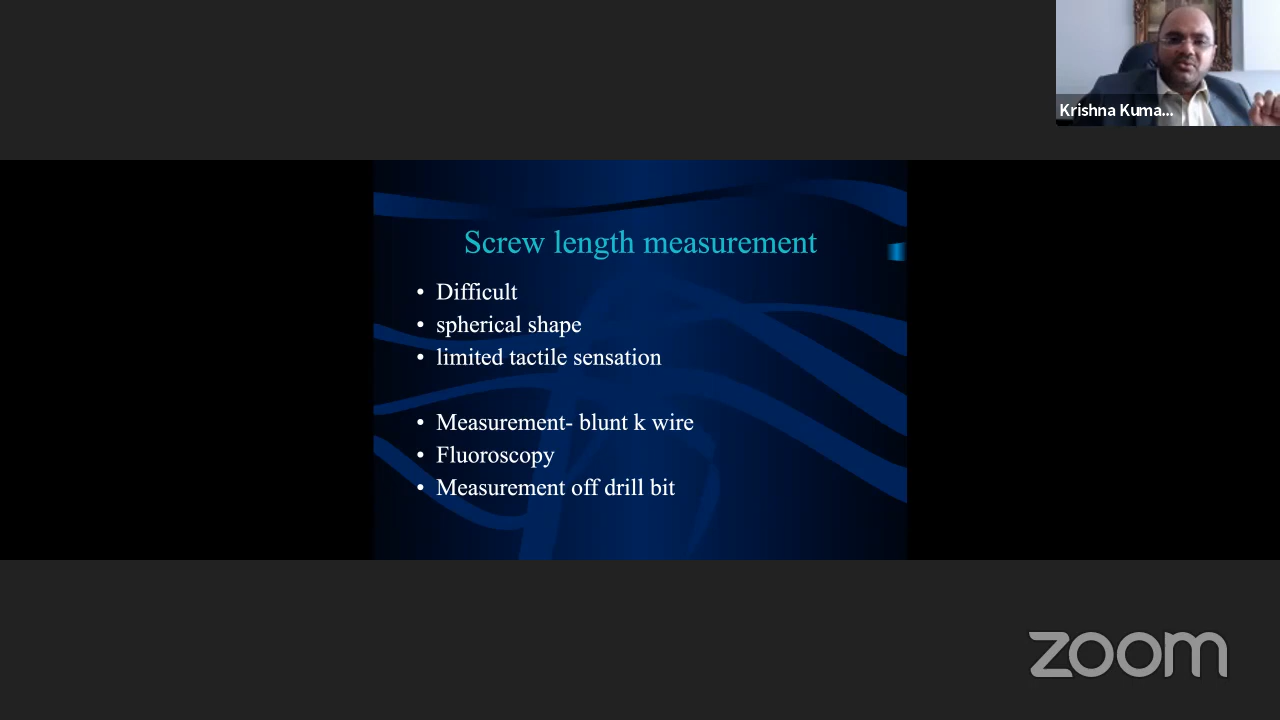 Krishna Kuma...
Screw length measurement
• Difficult
• spherical shape
• limited tactile sensation
• Measurement- blunt k wire
• Fluoroscopy
• Measurement off drill bit
zoom